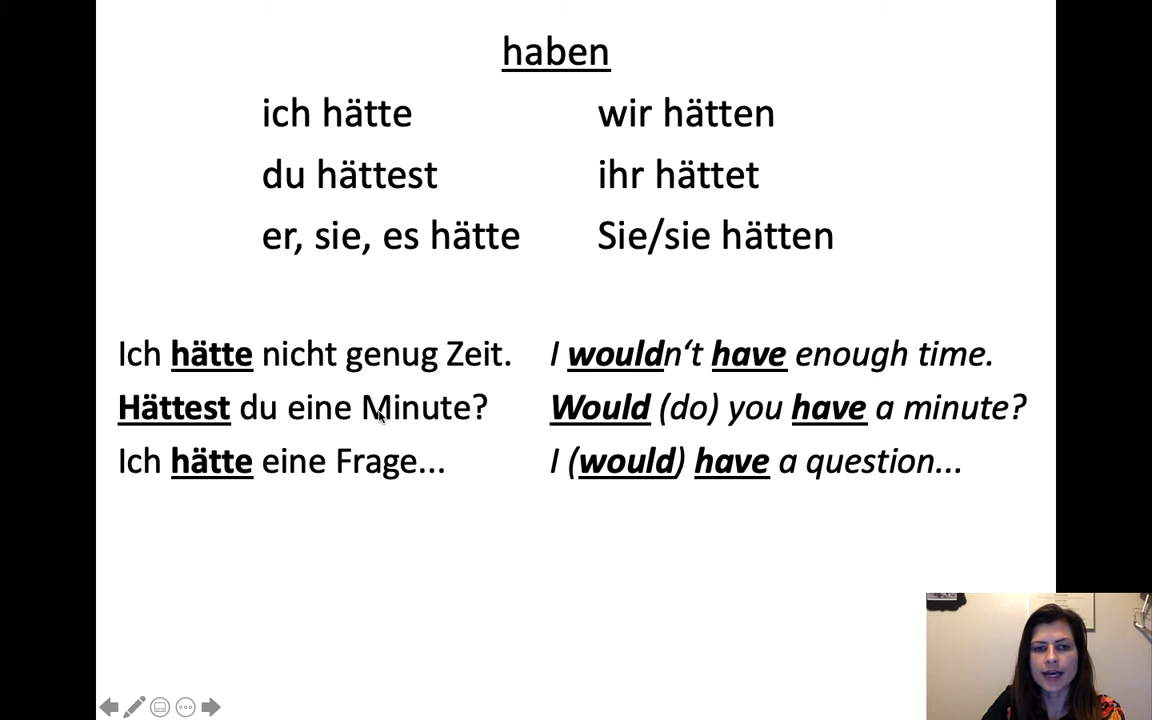 haben
ich hätte wir hätten
du hättest ihr hättet
er, sie, es hätte Sie/sie hätten
Ich hätte nicht genug Zeit. I wouldn‘t have enough time.
Hättest du eine Minute? Would (do) you have a minute?
Ich hätte eine Frage... I (would) have a question...